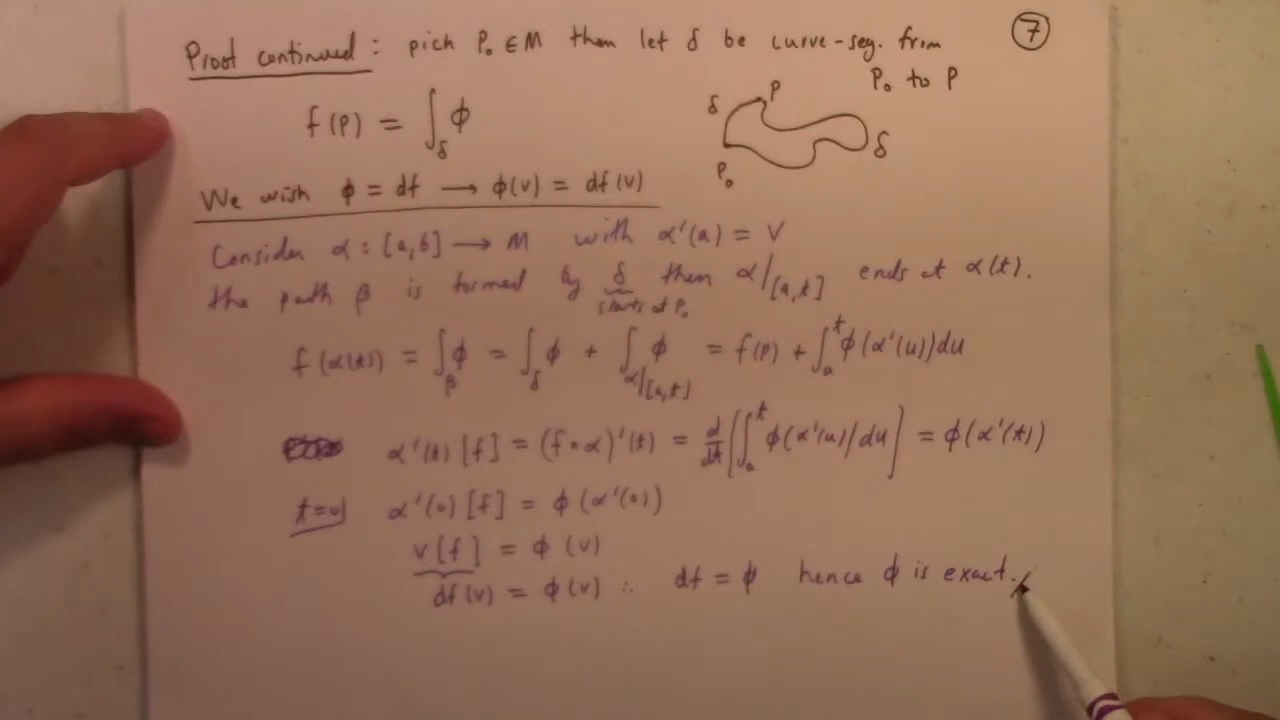 ⑦
Proof continued : pich P₀ ∈ M then let δ be curve-seg. from
P₀ to P
f(p) = ∫_δ ϕ
δ P δ P₀
We wish ϕ = df ⟶ ϕ(v) = df(v)
Consider α : [a,b] ⟶ M with α'(a) = V
the path β is formed by δ then α|[a,t] ends at α(t).
starts at P₀
f(α(t)) = ∫_β ϕ = ∫_δ ϕ + ∫_α|[a,t] ϕ = f(p) + ∫_a^t ϕ(α'(u))du
α'(t)[f] = (f∘α)'(t) = d/dt [∫_a^t ϕ(α'(u))du] = ϕ(α'(t))
t=a α'(a)[f] = ϕ(α'(a))
v[f] = ϕ(v)
df(v) = ϕ(v) ∴ df = ϕ hence ϕ is exact.